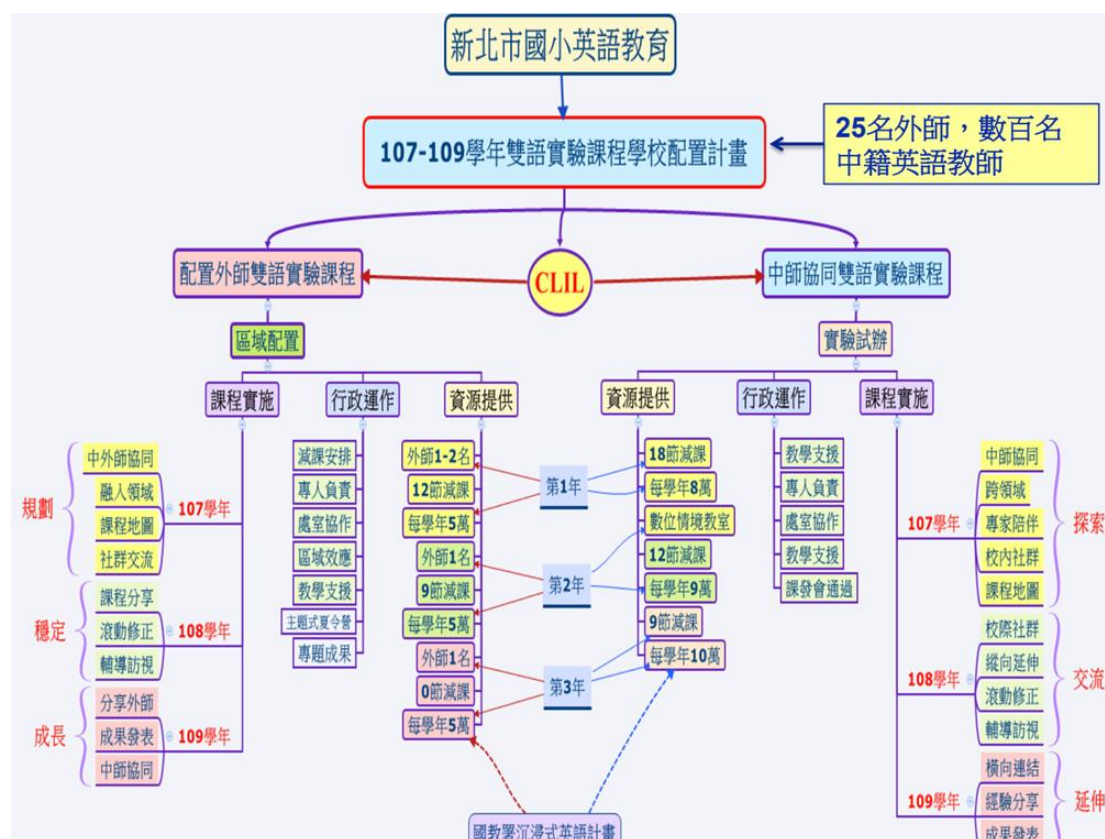 新北市國小英語教育
107-109學年雙語實驗課程學校配置計畫
25名外師，數百名
中籍英語教師
配置外師雙語實驗課程
CLIL
中師協同雙語實驗課程
區域配置
實驗試辦
課程實施
行政運作
資源提供
資源提供
行政運作
課程實施
規劃
中外師協同
融入領域
課程地圖
社群交流
107學年
穩定
課程分享
滾動修正
輔導訪視
108學年
成長
分享外師
成果發表
中師協同
109學年
減課安排
專人負責
處室協作
區域效應
教學支援
主題式夏令營
專題成果
外師1-2名
12節減課
每學年5萬
外師1名
9節減課
每學年5萬
外師1名
0節減課
每學年5萬
第1年
第2年
第3年
18節減課
每學年8萬
數位情境教室
12節減課
每學年9萬
9節減課
每學年10萬
教學支援
專人負責
處室協作
教學支援
課發會通過
107學年
中師協同
跨領域
專家陪伴
校內社群
課程地圖
探索
108學年
校際社群
縱向延伸
滾動修正
輔導訪視
交流
109學年
橫向連結
經驗分享
成果發表
延伸
國教署沉浸式英語計畫